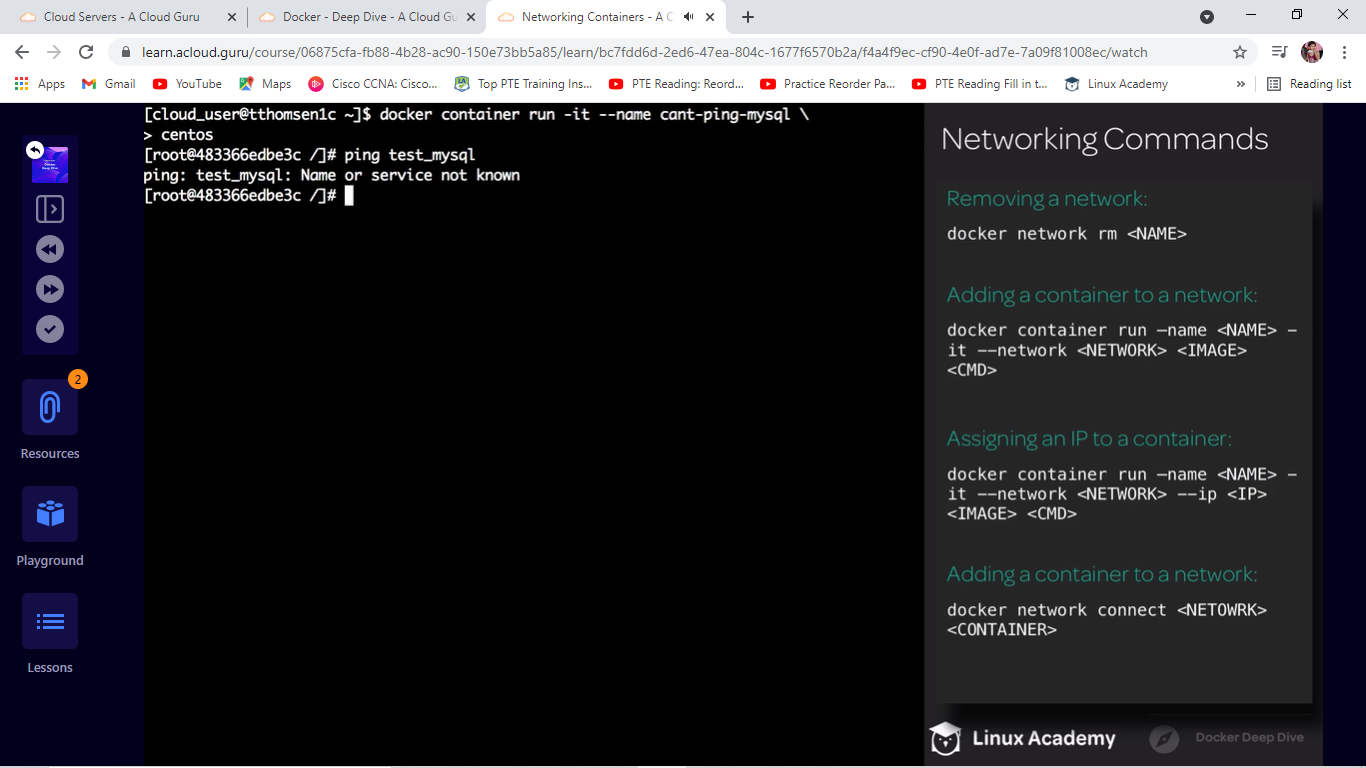 Cloud Servers - A Cloud Guru
Docker - Deep Dive - A Cloud Gu
Networking Containers - A C
learn.acloud.guru/course/06875cfa-fb88-4b28-ac90-150e73bb5a85/learn/bc7fdd6d-2ed6-47ea-804c-1677f6570b2a/f4a4f9ec-cf90-4e0f-ad7e-7a09f81008ec/watch
Apps
Gmail
YouTube
Maps
Cisco CCNA: Cisco...
Top PTE Training Ins...
PTE Reading: Reord...
Practice Reorder Pa...
PTE Reading Fill in t...
Linux Academy
»
Reading list
[cloud_user@tthomsen1c ~]$ docker container run -it --name cant-ping-mysql \
> centos
[root@483366edbe3c /]# ping test_mysql
ping: test_mysql: Name or service not known
[root@483366edbe3c /]#
Docker
Deep Dive
2
Resources
Playground
Lessons
Networking Commands
Removing a network:
docker network rm <NAME>
Adding a container to a network:
docker container run —name <NAME> –
it ––network <NETWORK> <IMAGE>
<CMD>
Assigning an IP to a container:
docker container run —name <NAME> –
it ––network <NETWORK> --ip <IP>
<IMAGE> <CMD>
Adding a container to a network:
docker network connect <NETOWRK>
<CONTAINER>
Linux Academy
Docker Deep Dive